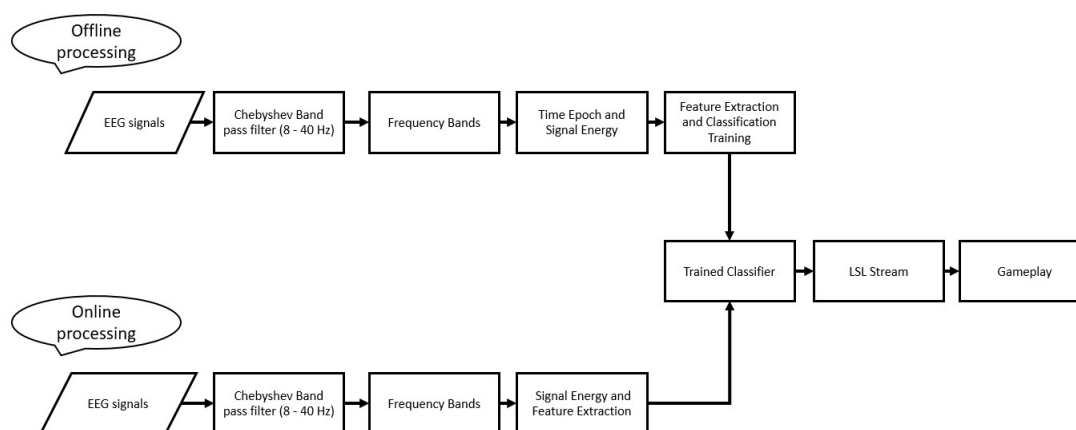 Offline
processing
EEG signals
Chebyshev Band
pass filter (8 - 40 Hz)
Frequency Bands
Time Epoch and
Signal Energy
Feature Extraction
and Classification
Training
Trained Classifier
LSL Stream
Gameplay
Online
processing
EEG signals
Chebyshev Band
pass filter (8 - 40 Hz)
Frequency Bands
Signal Energy and
Feature Extraction